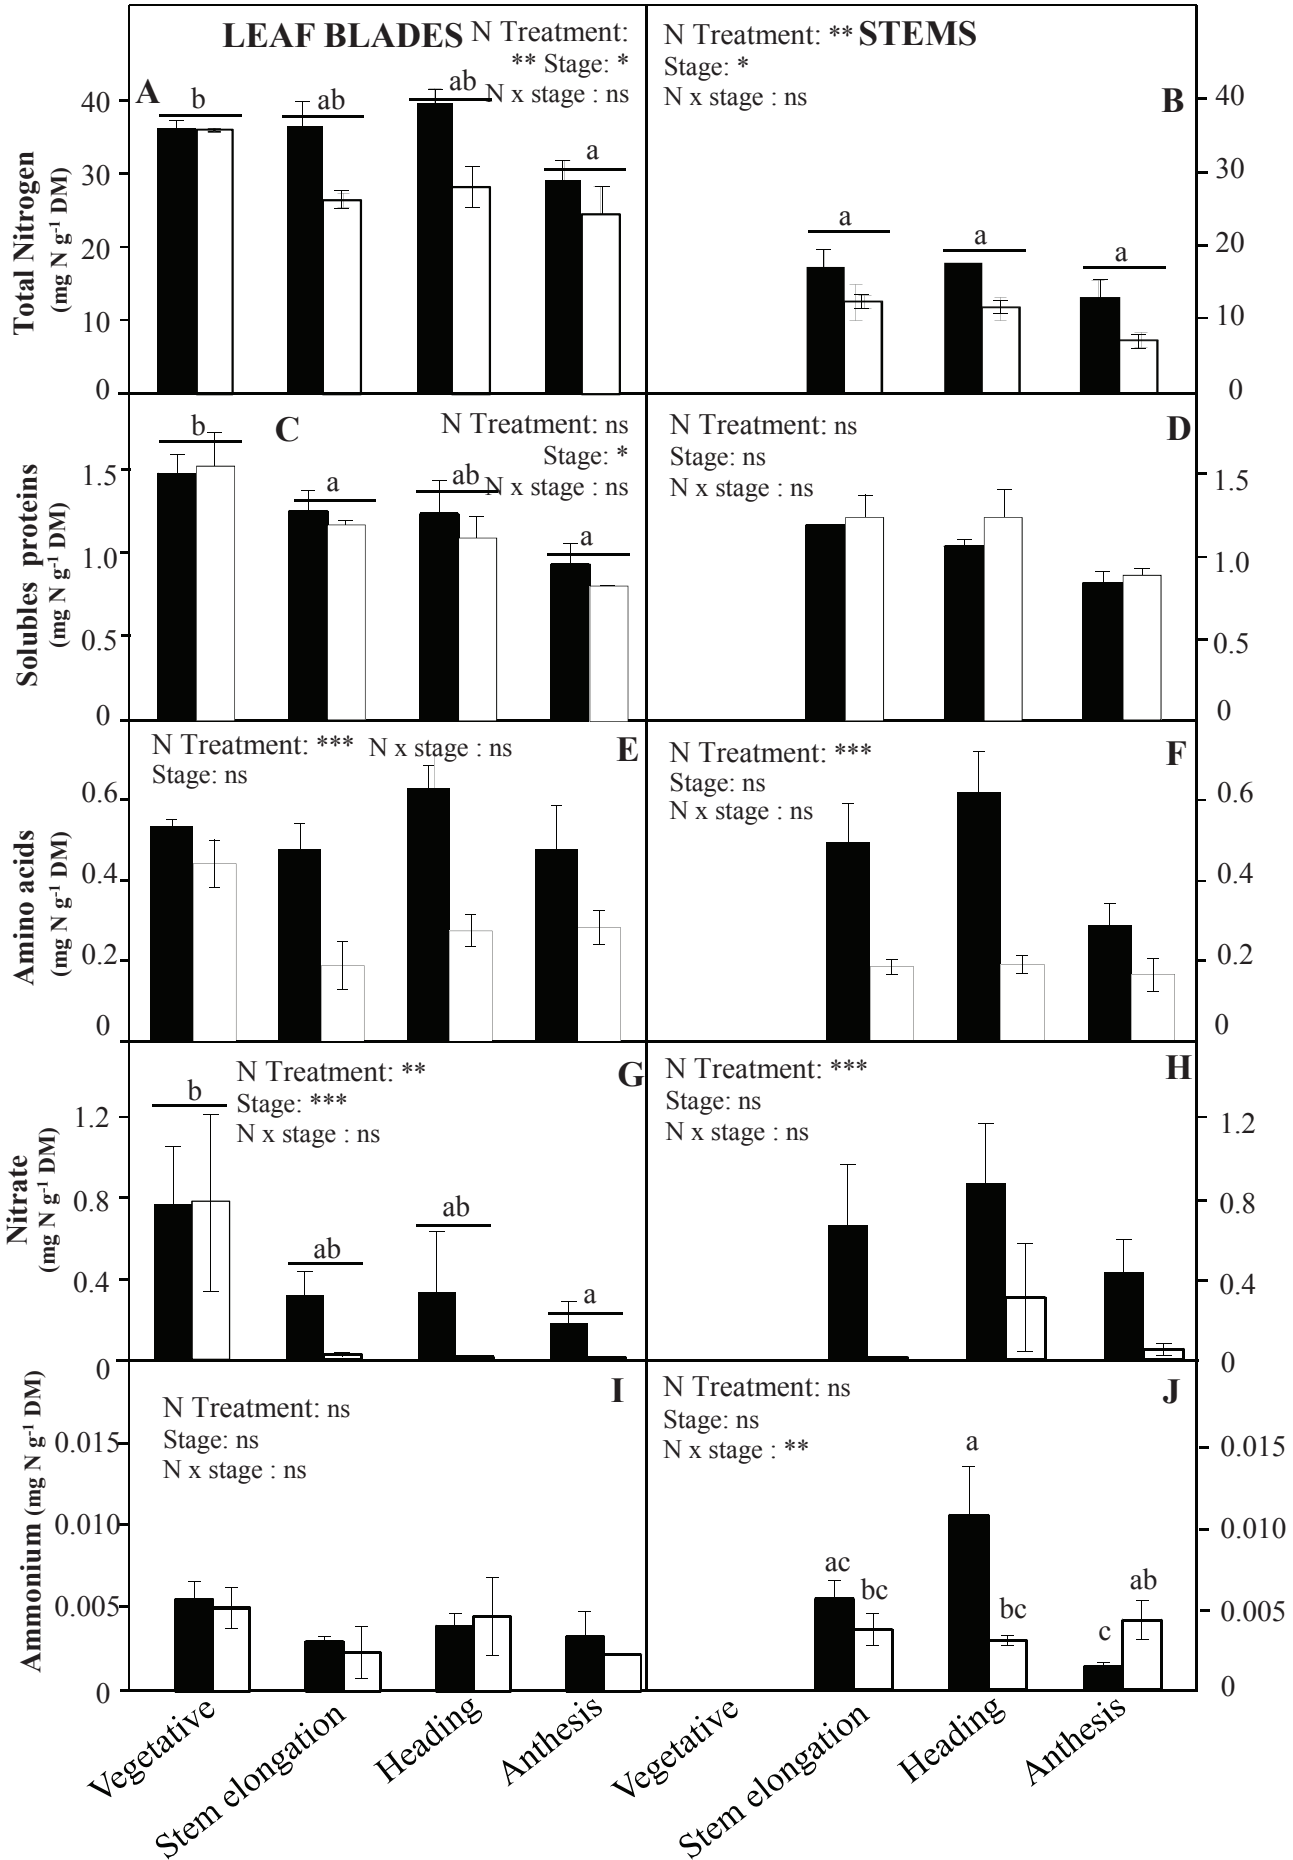 LEAF BLADES N Treatment:
** Stage: *
N x stage : ns
A
b
ab
ab
a
40
30
20
10
0
Total Nitrogen
(mg N g⁻¹ DM)
N Treatment: ** STEMS
Stage: *
N x stage : ns
B
a
a
a
40
30
20
10
0
C
N Treatment: ns
Stage: *
N x stage : ns
b
a
ab
a
1.5
1.0
0.5
0
Solubles proteins
(mg N g⁻¹ DM)
N Treatment: ns
Stage: ns
N x stage : ns
D
1.5
1.0
0.5
0
N Treatment: *** N x stage : ns
Stage: ns
E
0.6
0.4
0.2
0
Amino acids
(mg N g⁻¹ DM)
N Treatment: ***
Stage: ns
N x stage : ns
F
0.6
0.4
0.2
0
N Treatment: **
Stage: ***
N x stage : ns
G
b
ab
ab
a
1.2
0.8
0.4
0
Nitrate
(mg N g⁻¹ DM)
N Treatment: ***
Stage: ns
N x stage : ns
H
1.2
0.8
0.4
0
N Treatment: ns
Stage: ns
N x stage : ns
I
0.015
0.010
0.005
0
Ammonium (mg N g⁻¹ DM)
N Treatment: ns
Stage: ns
N x stage : **
J
ac
bc
a
bc
c
ab
0.015
0.010
0.005
0
Vegetative
Stem elongation
Heading
Anthesis
Vegetative
Stem elongation
Heading
Anthesis